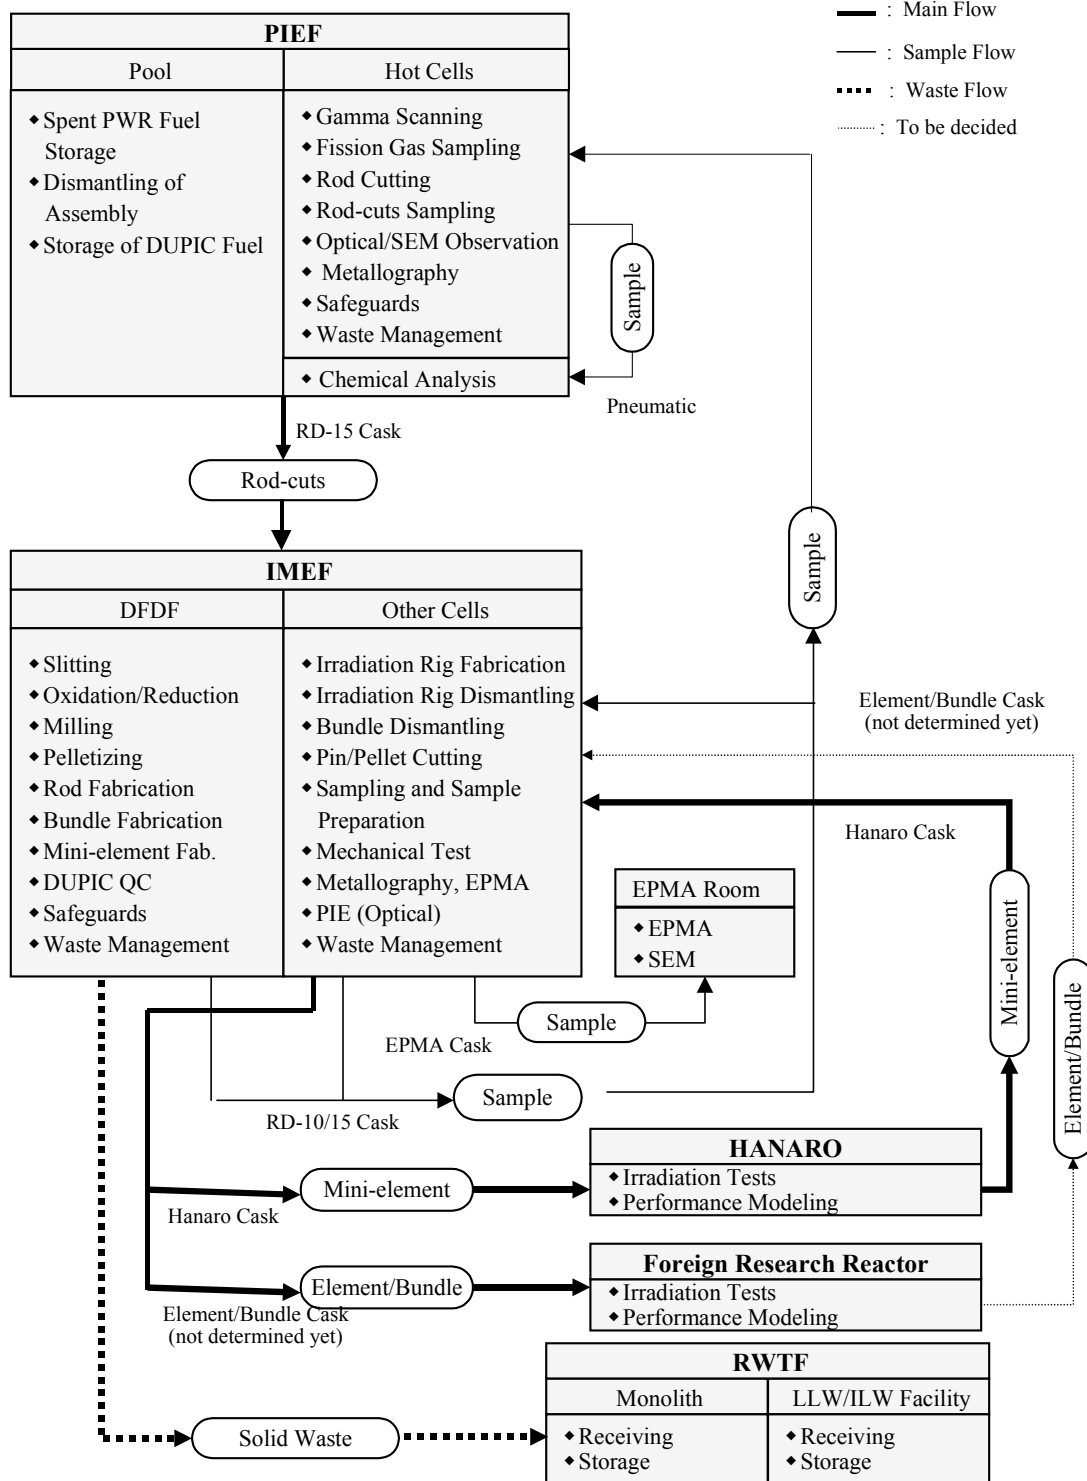 : Main Flow
: Sample Flow
: Waste Flow
: To be decided
PIEF
Pool
Hot Cells
◆ Spent PWR Fuel
Storage
◆ Dismantling of
Assembly
◆ Storage of DUPIC Fuel
◆ Gamma Scanning
◆ Fission Gas Sampling
◆ Rod Cutting
◆ Rod-cuts Sampling
◆ Optical/SEM Observation
◆ Metallography
◆ Safeguards
◆ Waste Management
◆ Chemical Analysis
Sample
Pneumatic
RD-15 Cask
Rod-cuts
Sample
IMEF
DFDF
Other Cells
◆ Slitting
◆ Oxidation/Reduction
◆ Milling
◆ Pelletizing
◆ Rod Fabrication
◆ Bundle Fabrication
◆ Mini-element Fab.
◆ DUPIC QC
◆ Safeguards
◆ Waste Management
◆ Irradiation Rig Fabrication
◆ Irradiation Rig Dismantling
◆ Bundle Dismantling
◆ Pin/Pellet Cutting
◆ Sampling and Sample
Preparation
◆ Mechanical Test
◆ Metallography, EPMA
◆ PIE (Optical)
◆ Waste Management
Element/Bundle Cask
(not determined yet)
Hanaro Cask
EPMA Room
◆ EPMA
◆ SEM
Mini-element
Element/Bundle
Sample
EPMA Cask
Sample
RD-10/15 Cask
HANARO
◆ Irradiation Tests
◆ Performance Modeling
Mini-element
Hanaro Cask
Foreign Research Reactor
◆ Irradiation Tests
◆ Performance Modeling
Element/Bundle
Element/Bundle Cask
(not determined yet)
RWTF
Monolith
LLW/ILW Facility
◆ Receiving
◆ Storage
◆ Receiving
◆ Storage
Solid Waste